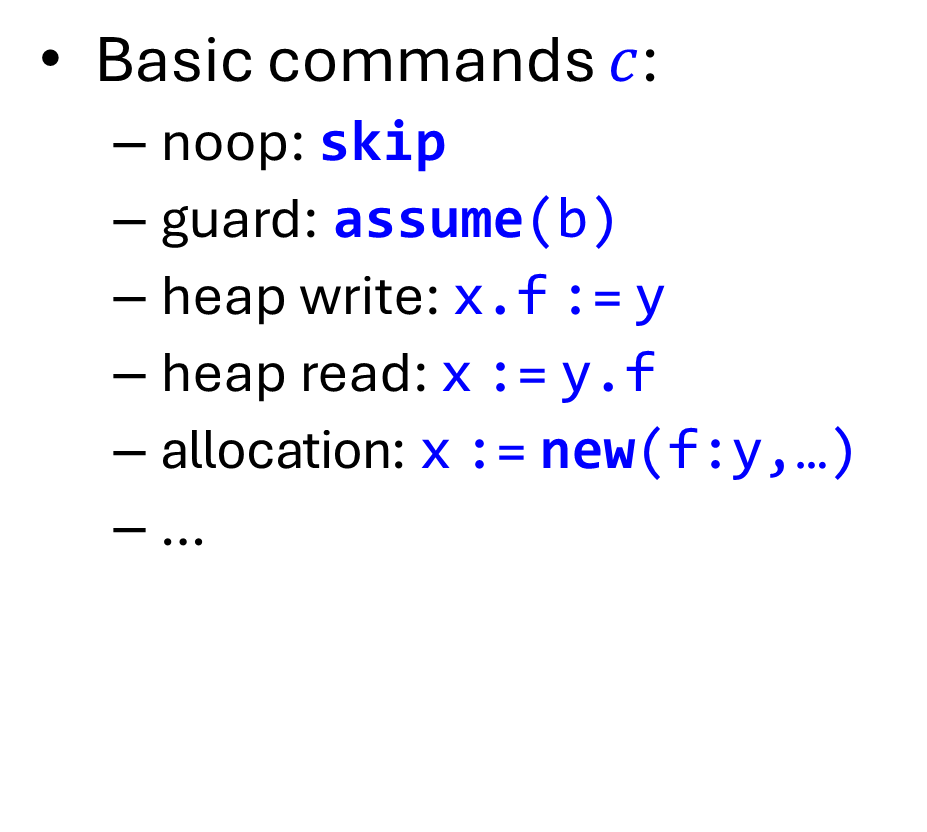 • Basic commands c:
– noop: skip
– guard: assume(b)
– heap write: x.f := y
– heap read: x := y.f
– allocation: x := new(f:y,…)
– …